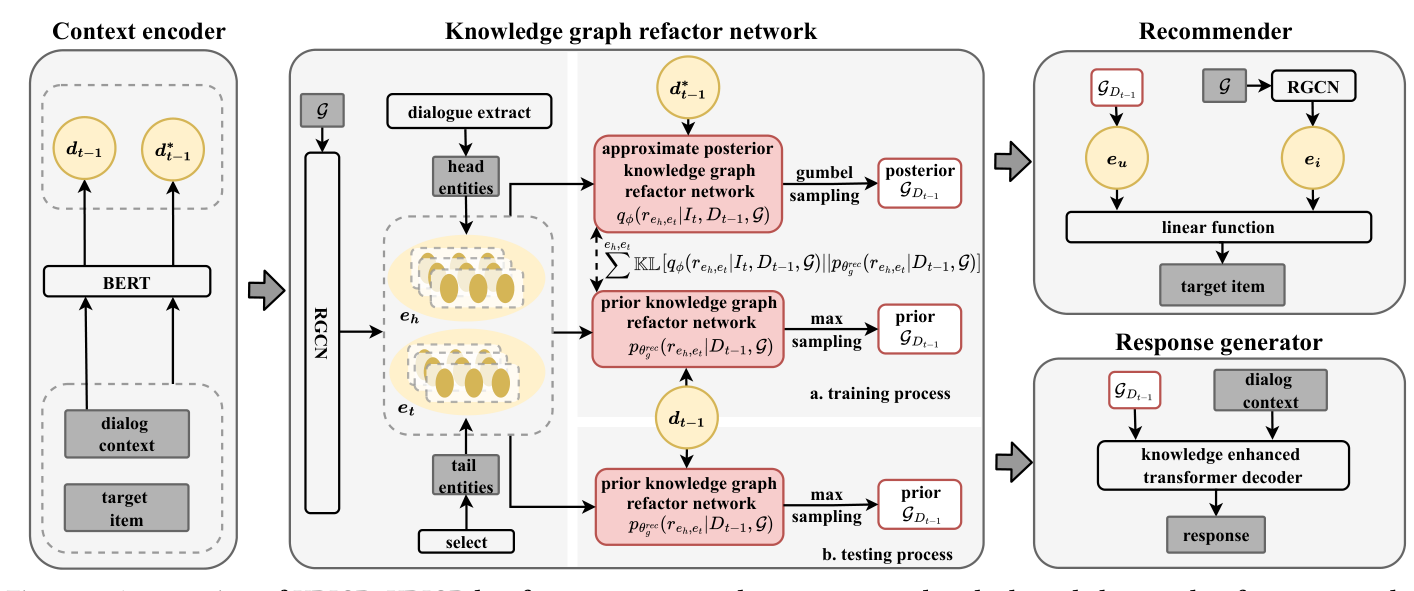 Context encoder
d_{t-1}
d^*_{t-1}
BERT
dialog
context
target
item
Knowledge graph refactor network
𝒢
RGCN
dialogue extract
head
entities
e_h
e_t
tail
entities
select
d^*_{t-1}
approximate posterior
knowledge graph
refactor network
q_ϕ(r_{e_h,e_t}|I_t, D_{t-1}, 𝒢)
gumbel
sampling
posterior
𝒢_{D_{t-1}}
∑^{e_h,e_t} 𝕂𝕃[q_ϕ(r_{e_h,e_t}|I_t, D_{t-1}, 𝒢)||p_{θ_g^{rec}}(r_{e_h,e_t}|D_{t-1}, 𝒢)]
prior knowledge graph
refactor network
p_{θ_g^{rec}}(r_{e_h,e_t}|D_{t-1}, 𝒢)
max
sampling
prior
𝒢_{D_{t-1}}
a. training process
d_{t-1}
prior knowledge graph
refactor network
p_{θ_g^{rec}}(r_{e_h,e_t}|D_{t-1}, 𝒢)
max
sampling
prior
𝒢_{D_{t-1}}
b. testing process
Recommender
𝒢_{D_{t-1}}
𝒢
RGCN
e_u
e_i
linear function
target item
Response generator
𝒢_{D_{t-1}}
dialog
context
knowledge enhanced
transformer decoder
response